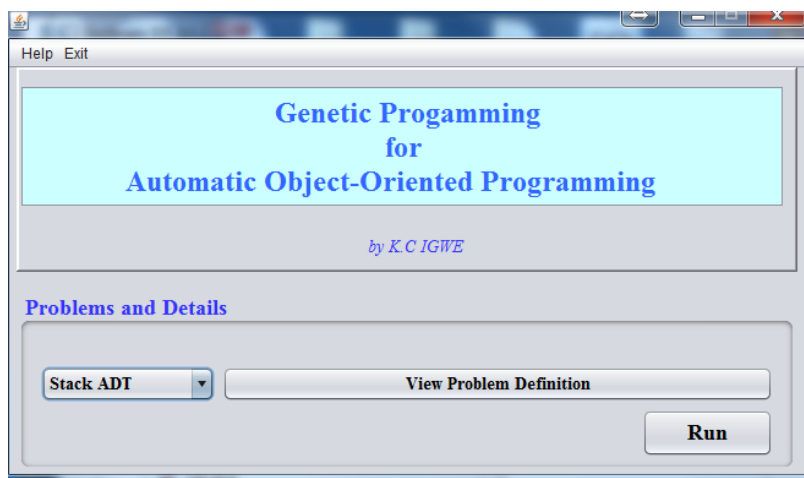 Help Exit
Genetic Progamming
for
Automatic Object-Oriented Programming
by K.C IGWE
Problems and Details
Stack ADT
View Problem Definition
Run